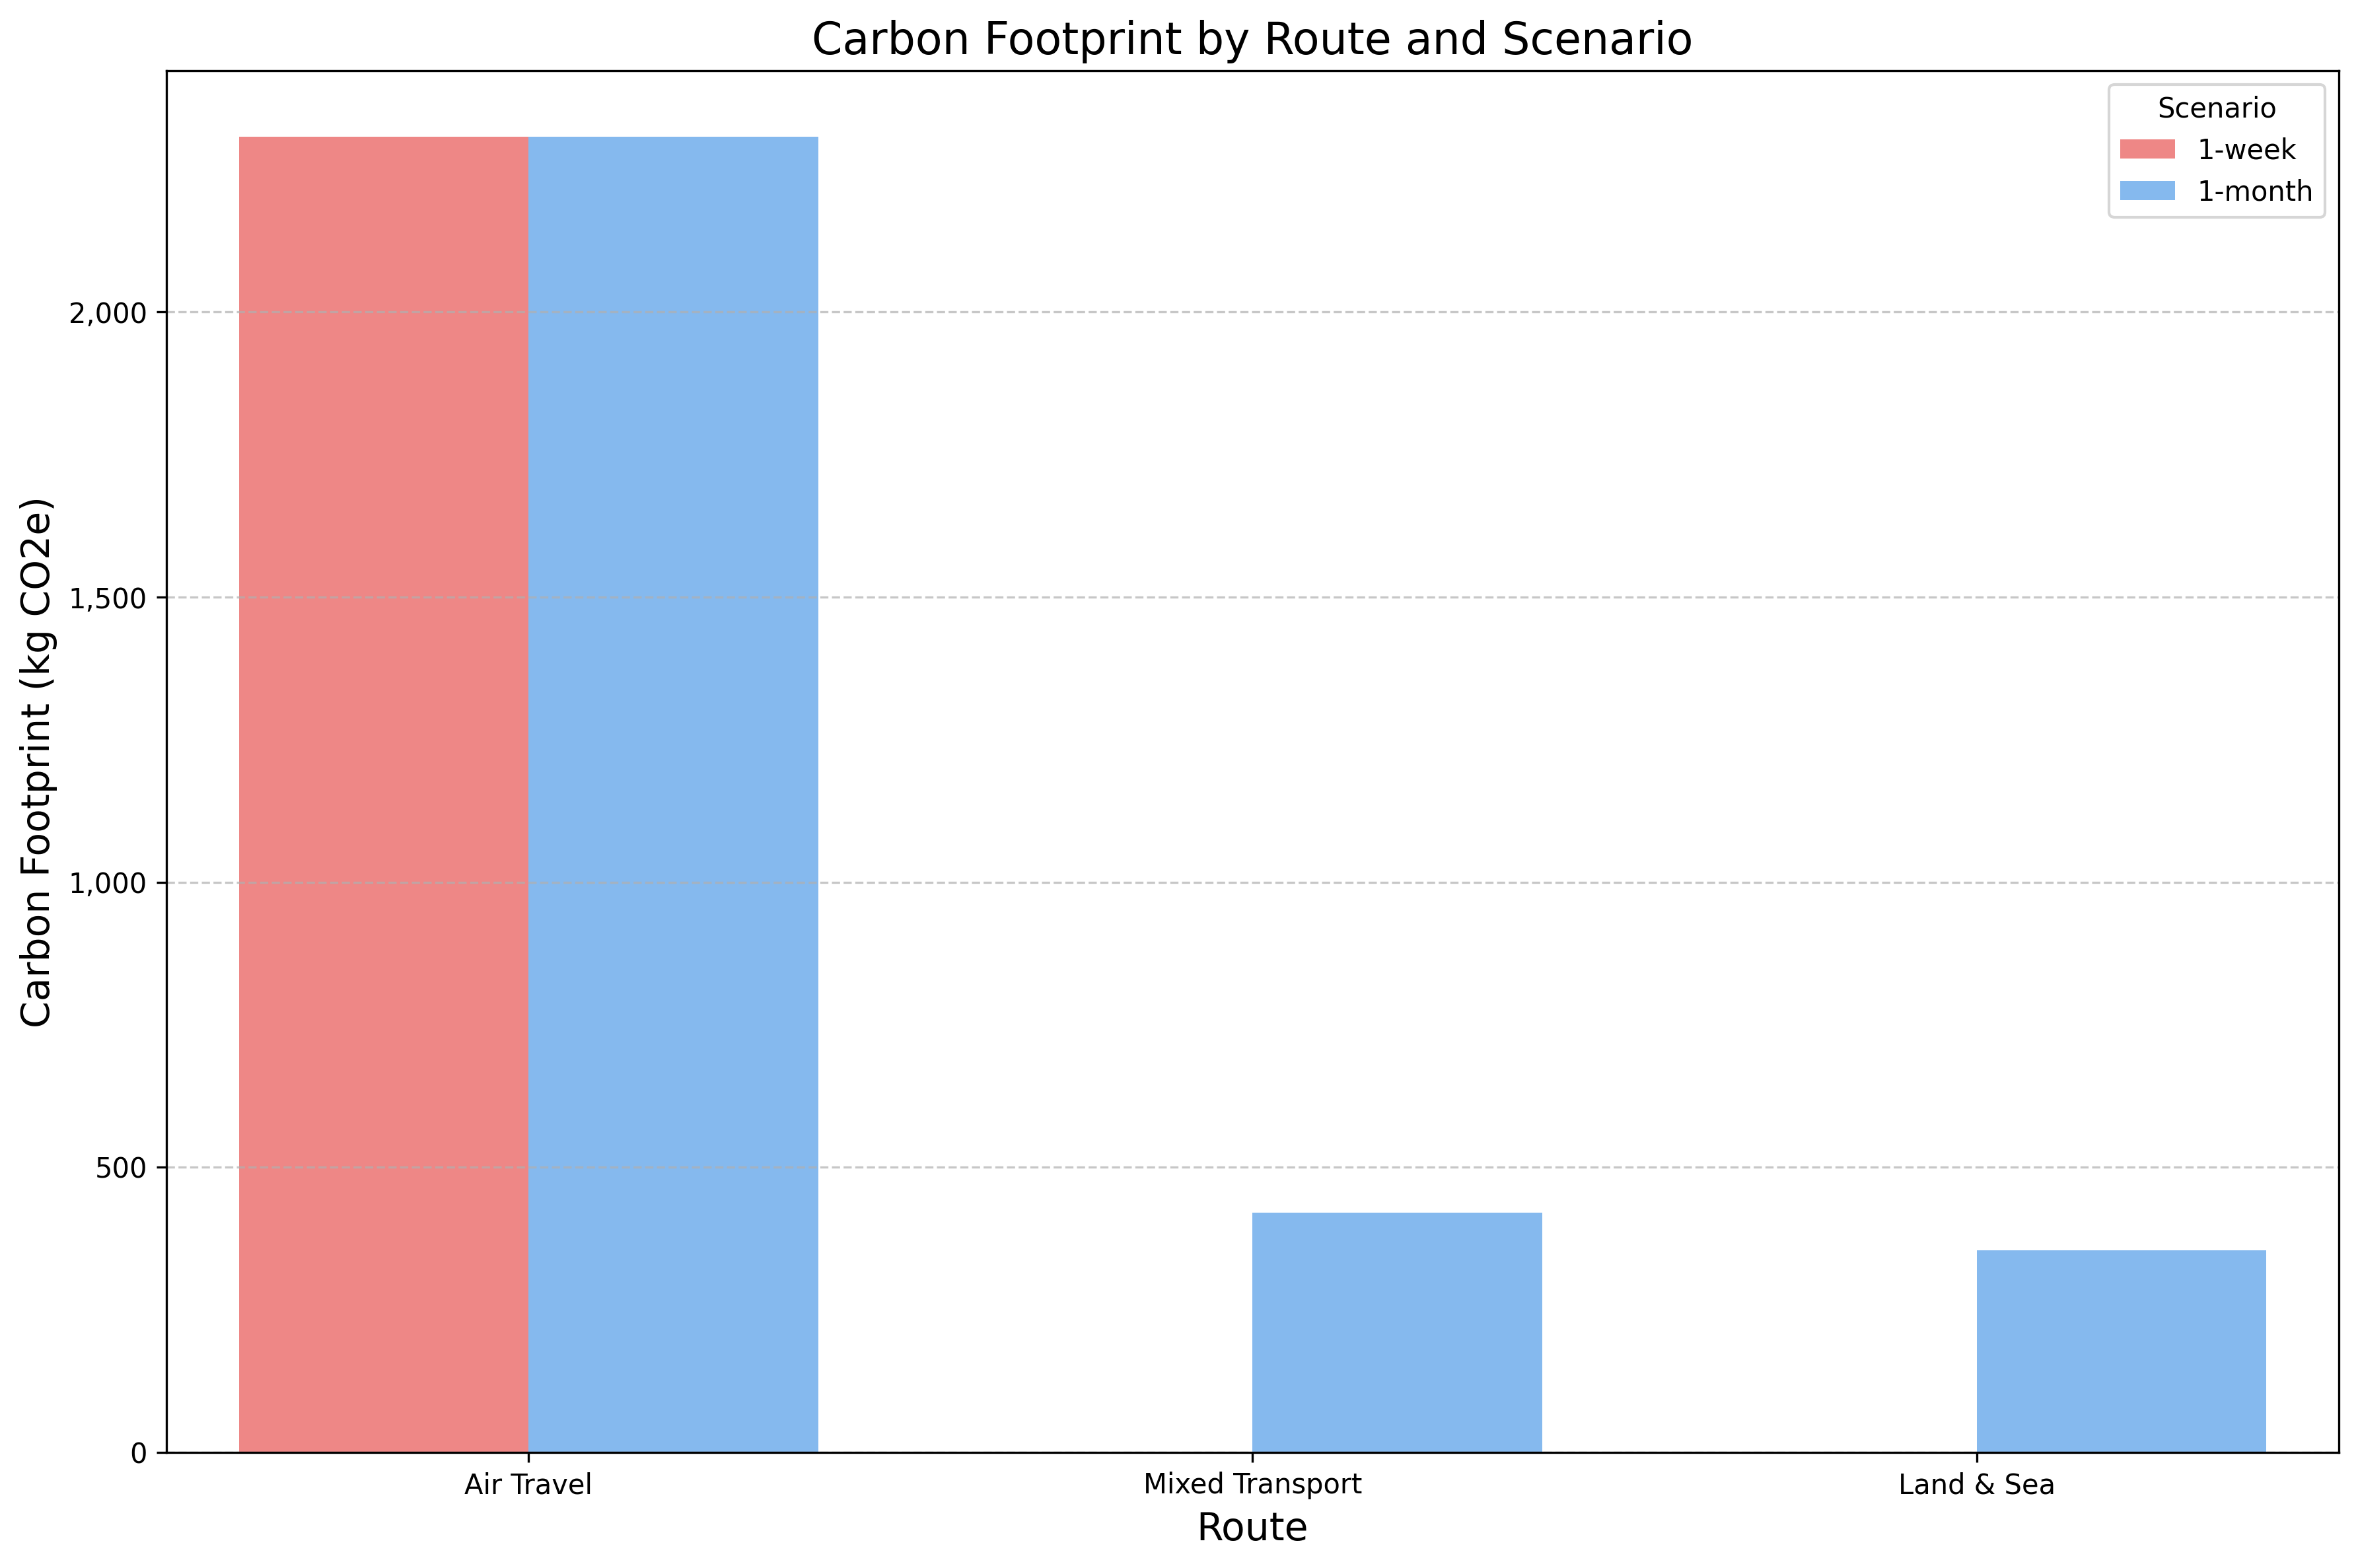 Carbon Footprint by Route and Scenario
Scenario
1-week
1-month
Carbon Footprint (kg CO2e)
2,000
1,500
1,000
500
0
Air Travel
Mixed Transport
Land & Sea
Route